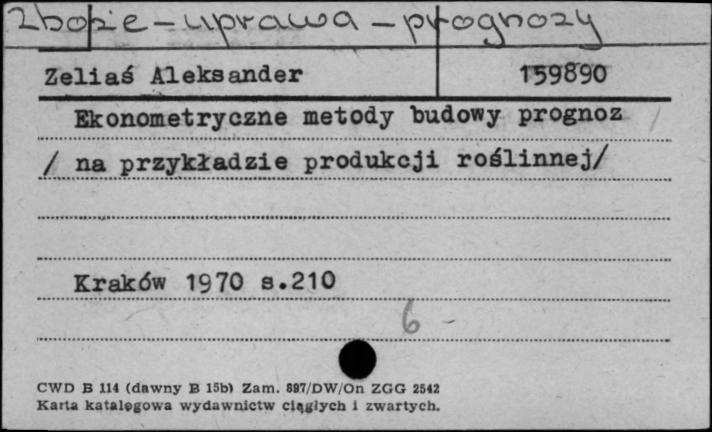 Zboże – uprawa – prognozy
Zeliaś Aleksander 159890
Ekonometryczne metody budowy prognoz
/ na przykładzie produkcji roślinnej/
Kraków 1970 s.210
6 -
CWD B 114 (dawny B 15b) Zam. 897/DW/On ZGG 2542
Karta katalogowa wydawnictw ciągłych i zwartych.